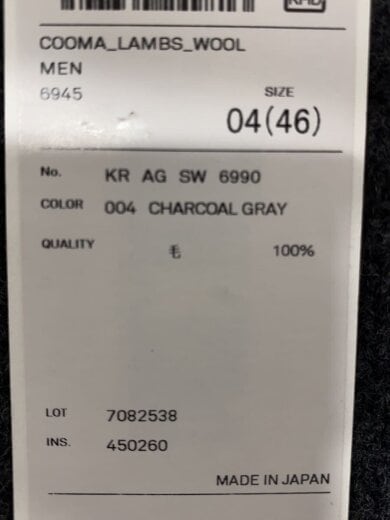 COOMA_LAMBS_WOOL
MEN
6945 SIZE
04(46)
No. KR AG SW 6990
COLOR 004 CHARCOAL GRAY
QUALITY 毛 100%
LOT 7082538
INS. 450260
MADE IN JAPAN